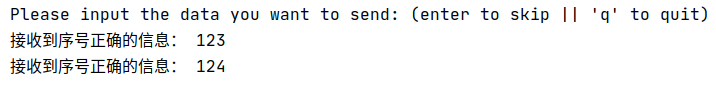 Please input the data you want to send: (enter to skip || 'q' to quit)
接收到序号正确的信息： 123
接收到序号正确的信息： 124